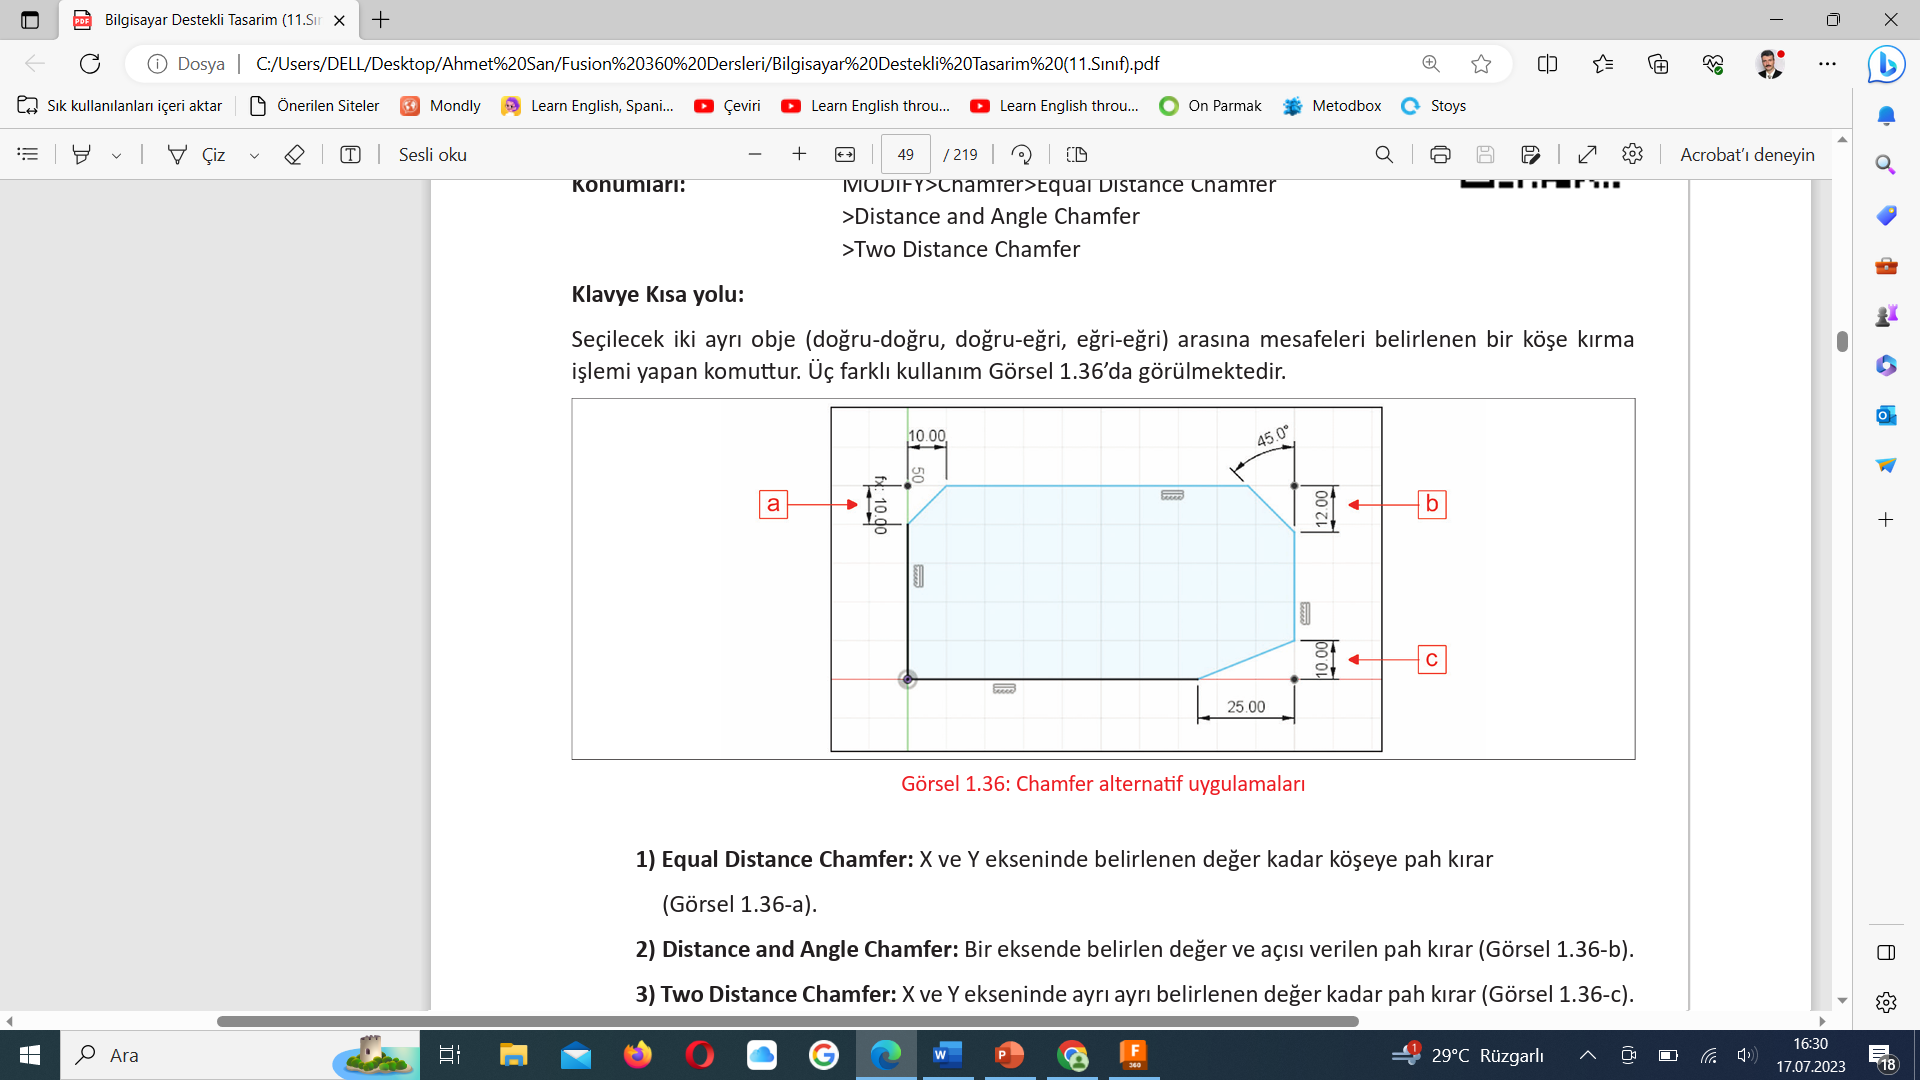 Bilgisayar Destekli Tasarim (11.Sır
Dosya
C:/Users/DELL/Desktop/Ahmet%20San/Fusion%20360%20Dersleri/Bilgisayar%20Destekli%20Tasarim%20(11.Sınıf).pdf
Sık kullanılanları içeri aktar
Önerilen Siteler
Mondly
Learn English, Spani...
Çeviri
Learn English throu...
Learn English throu...
On Parmak
Metodbox
Stoys
Çiz
Sesli oku
49 / 219
Acrobat'ı deneyin
Konumları: MODIFY>Chamfer>Equal Distance Chamfer
>Distance and Angle Chamfer
>Two Distance Chamfer
Klavye Kısa yolu:
Seçilecek iki ayrı obje (doğru-doğru, doğru-eğri, eğri-eğri) arasına mesafeleri belirlenen bir köşe kırma
işlemi yapan komuttur. Üç farklı kullanım Görsel 1.36’da görülmektedir.
10.00
45.0°
50
fx: 10.00
a
12.00
b
10.00
c
25.00
Görsel 1.36: Chamfer alternatif uygulamaları
1) Equal Distance Chamfer: X ve Y ekseninde belirlenen değer kadar köşeye pah kırar
(Görsel 1.36-a).
2) Distance and Angle Chamfer: Bir eksende belirlen değer ve açısı verilen pah kırar (Görsel 1.36-b).
3) Two Distance Chamfer: X ve Y ekseninde ayrı ayrı belirlenen değer kadar pah kırar (Görsel 1.36-c).
Ara
29°C Rüzgarlı
16:30
17.07.2023
18